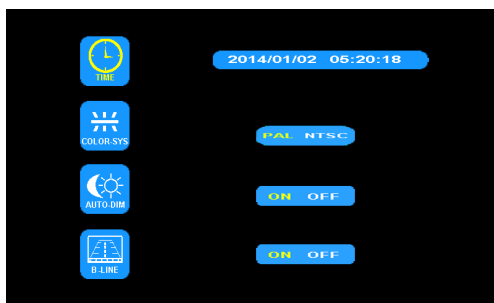 TIME 2014/01/02 05:20:18
COLOR-SYS PAL NTSC
AUTO-DIM ON OFF
B-LINE ON OFF